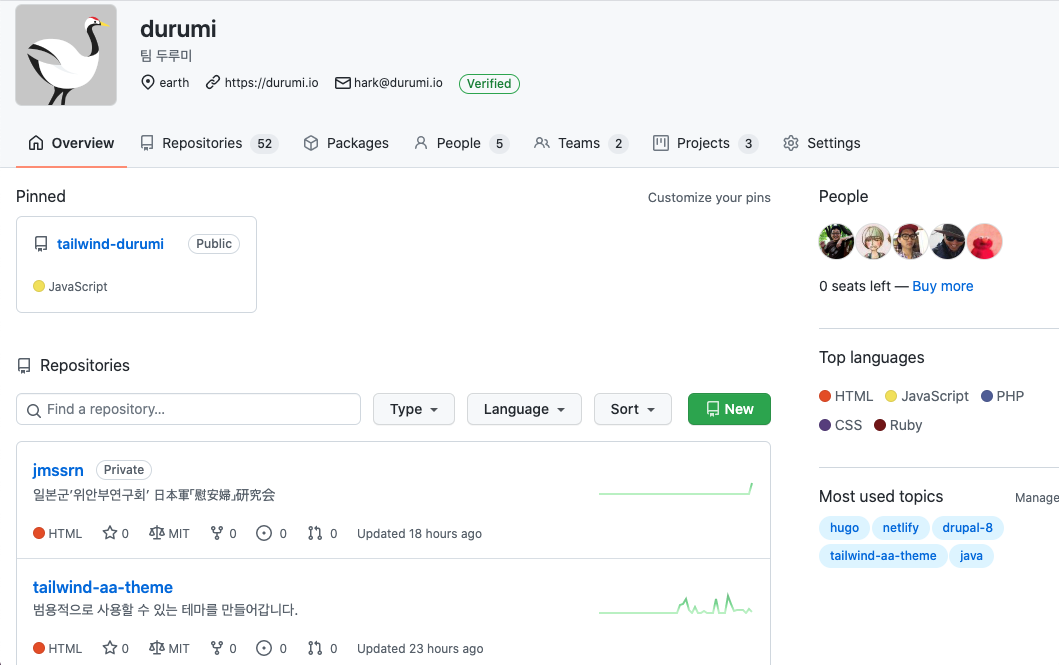 durumi
팀 두루미
earth https://durumi.io hark@durumi.io Verified
Overview Repositories 52 Packages People 5 Teams 2 Projects 3 Settings
Pinned Customize your pins
tailwind-durumi Public
JavaScript
Repositories
Find a repository... Type Language Sort New
jmssrn Private
일본군'위안부연구회' 日本軍｢慰安婦｣研究会
HTML 0 MIT 0 0 0 Updated 18 hours ago
tailwind-aa-theme
범용적으로 사용할 수 있는 테마를 만들어갑니다.
HTML 0 MIT 0 0 0 Updated 23 hours ago
People
0 seats left — Buy more
Top languages
HTML JavaScript PHP
CSS Ruby
Most used topics Manage
hugo netlify drupal-8
tailwind-aa-theme java